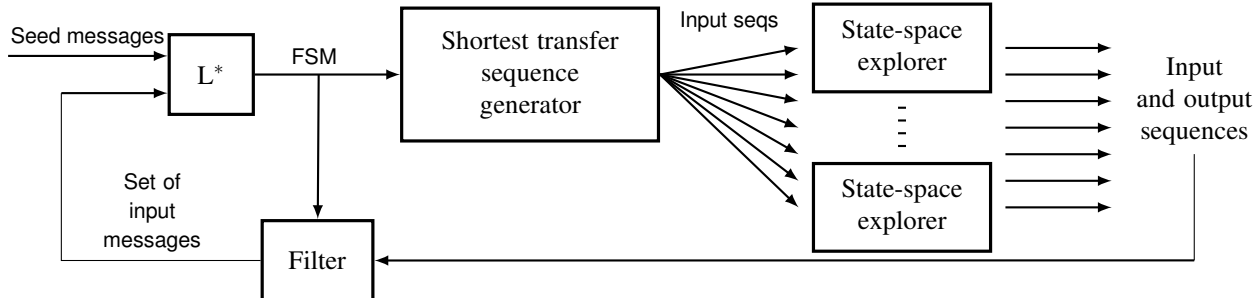 Seed messages
L*
FSM
Shortest transfer
sequence
generator
Input seqs
State-space
explorer
State-space
explorer
Input
and output
sequences
Set of
input
messages
Filter